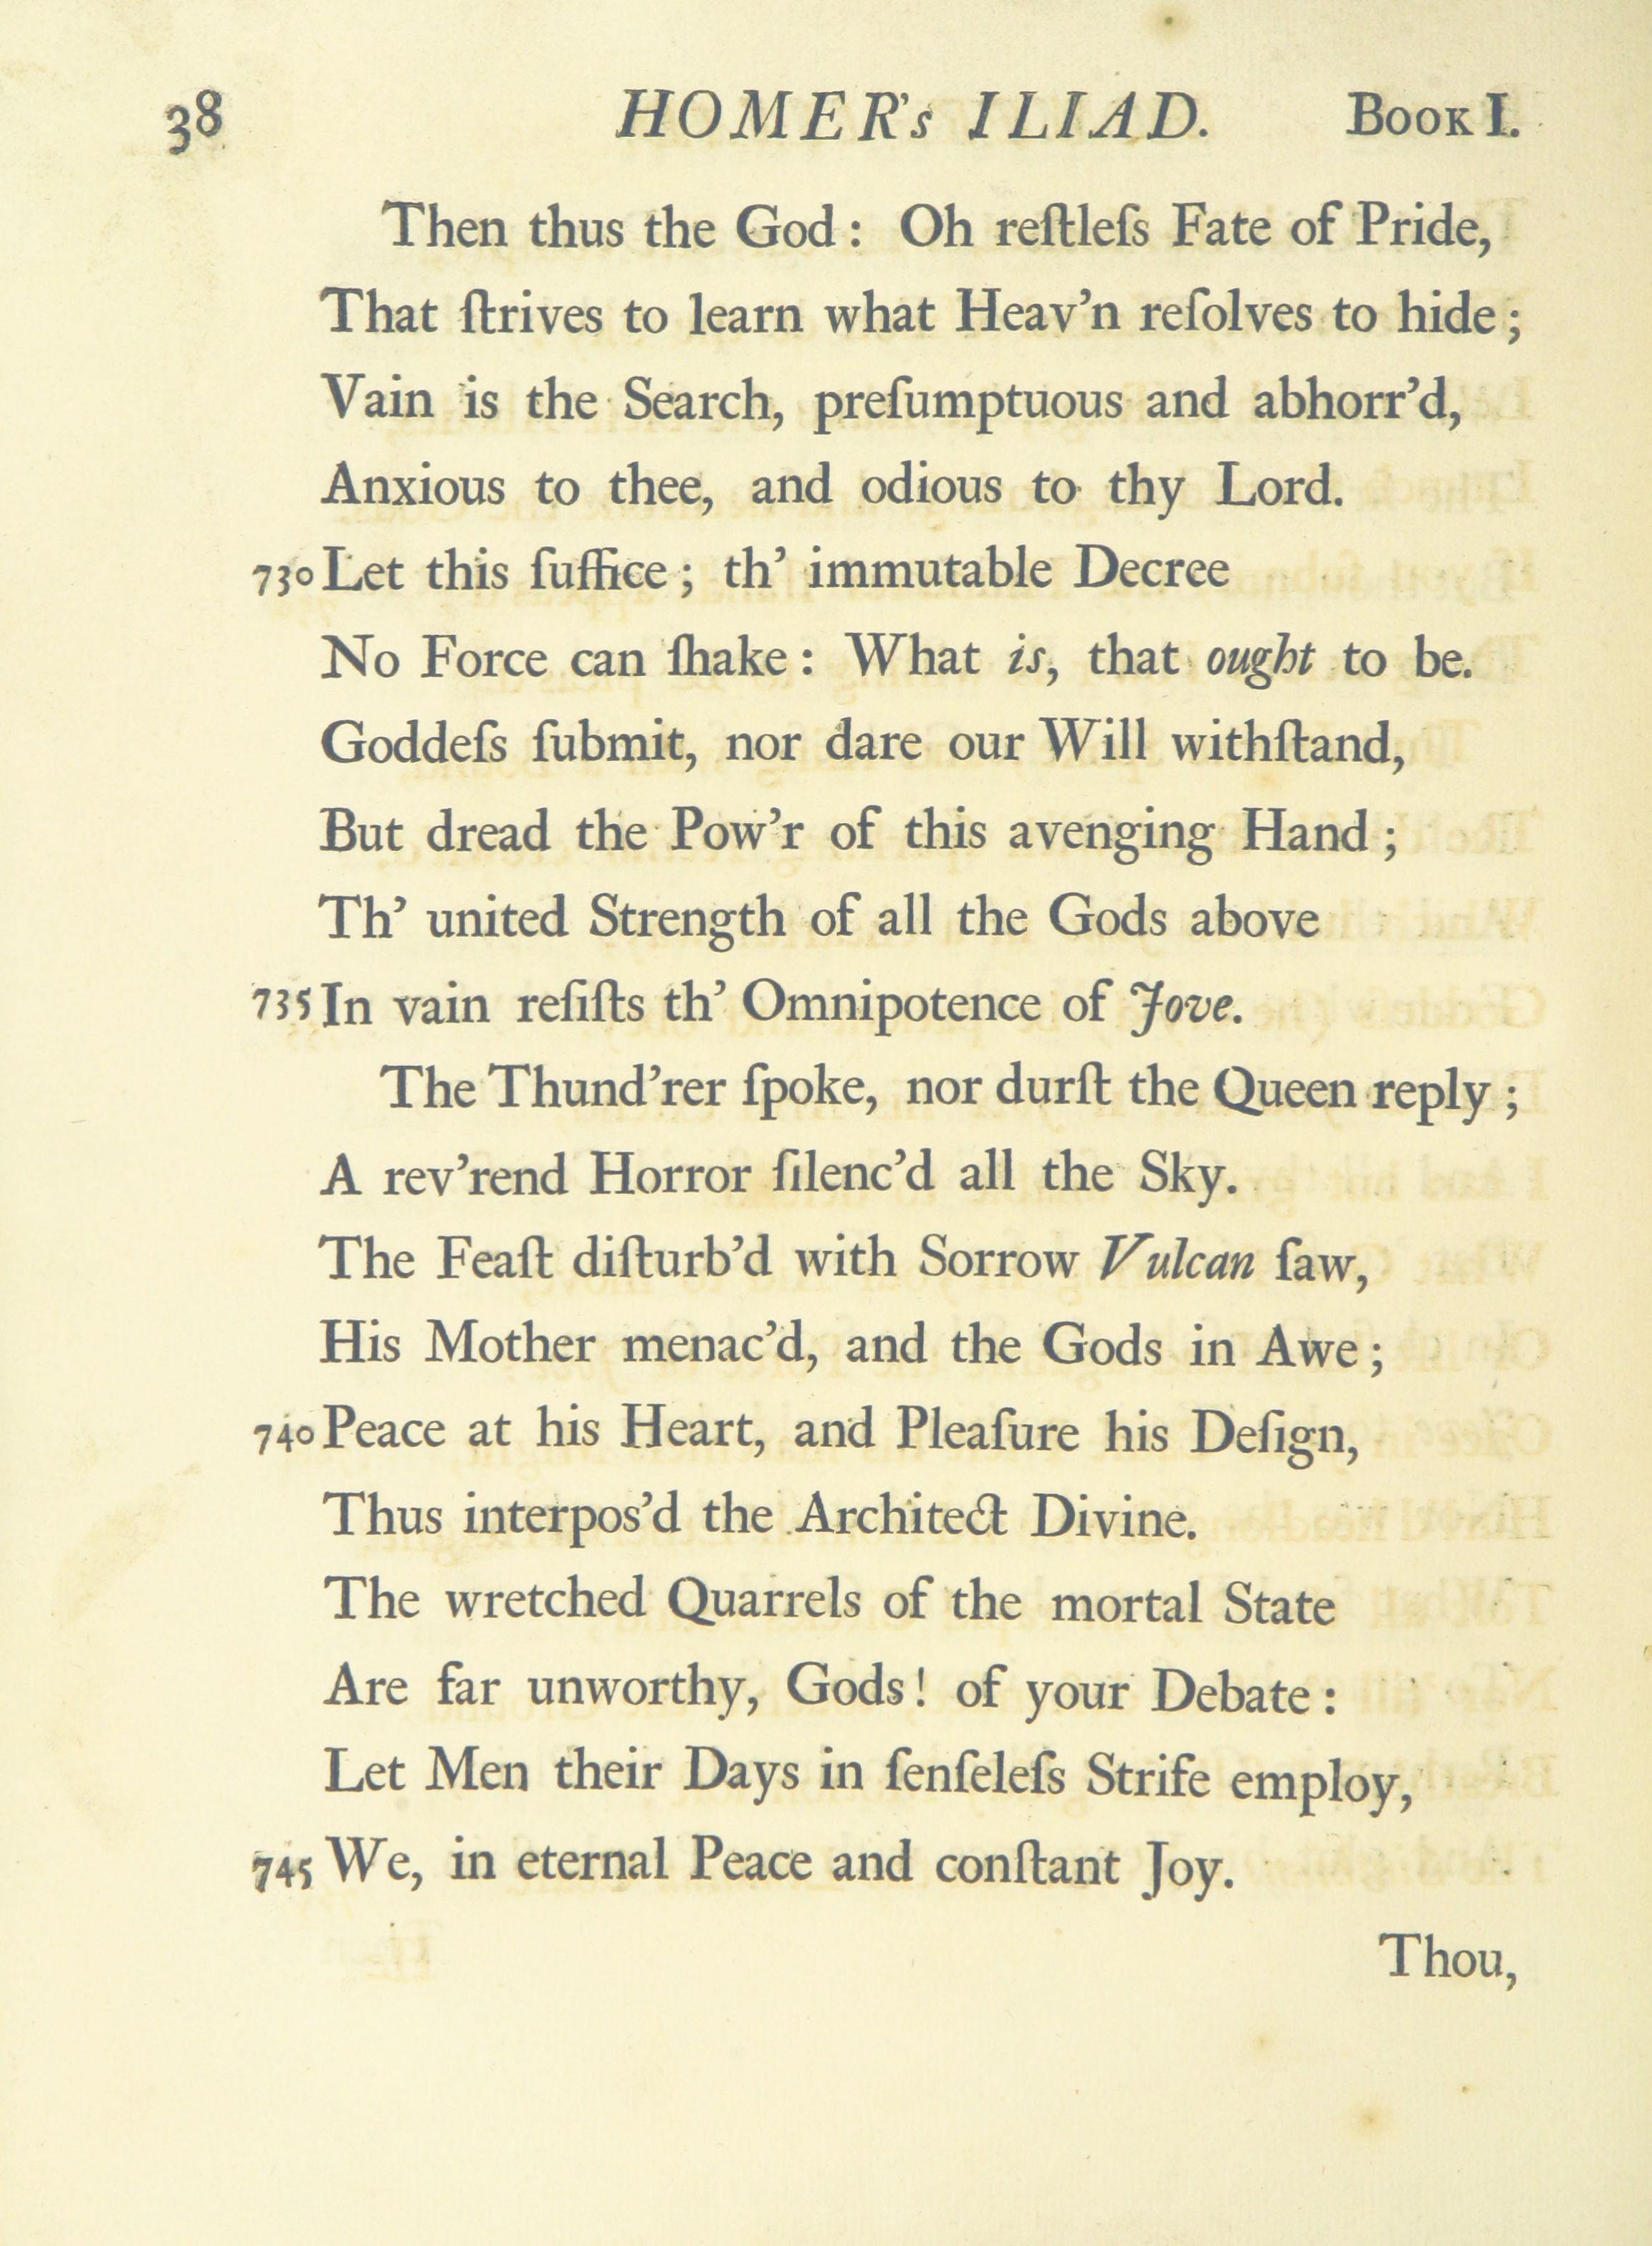 38 HOMER's ILIAD. BOOK I.
Then thus the God: Oh reſtleſs Fate of Pride,
That ſtrives to learn what Heav'n reſolves to hide;
Vain is the Search, preſumptuous and abhorr'd,
Anxious to thee, and odious to thy Lord.
730 Let this ſuffice; th' immutable Decree
No Force can ſhake: What is, that ought to be.
Goddeſs ſubmit, nor dare our Will withſtand,
But dread the Pow'r of this avenging Hand;
Th' united Strength of all the Gods above
735 In vain reſiſts th' Omnipotence of Jove.
The Thund'rer ſpoke, nor durſt the Queen reply;
A rev'rend Horror ſilenc'd all the Sky.
The Feaſt diſturb'd with Sorrow Vulcan ſaw,
His Mother menac'd, and the Gods in Awe;
740 Peace at his Heart, and Pleaſure his Deſign,
Thus interpos'd the Architect Divine.
The wretched Quarrels of the mortal State
Are far unworthy, Gods! of your Debate:
Let Men their Days in ſenſeleſs Strife employ,
745 We, in eternal Peace and conſtant Joy.
Thou,